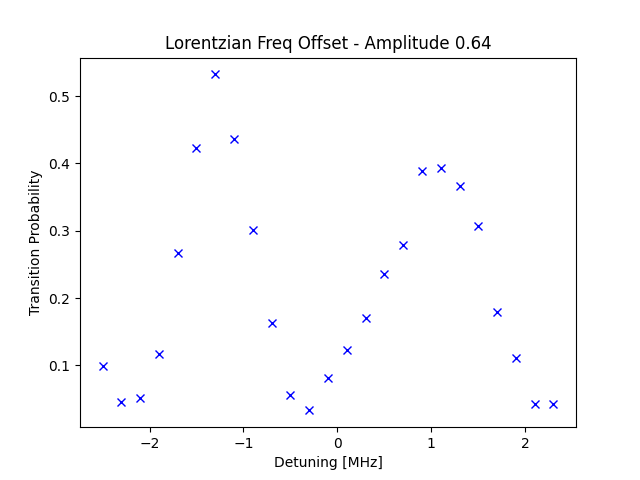 Lorentzian Freq Offset - Amplitude 0.64
0.5
0.4
0.3
0.2
0.1
Transition Probability
−2 −1 0 1 2
Detuning [MHz]